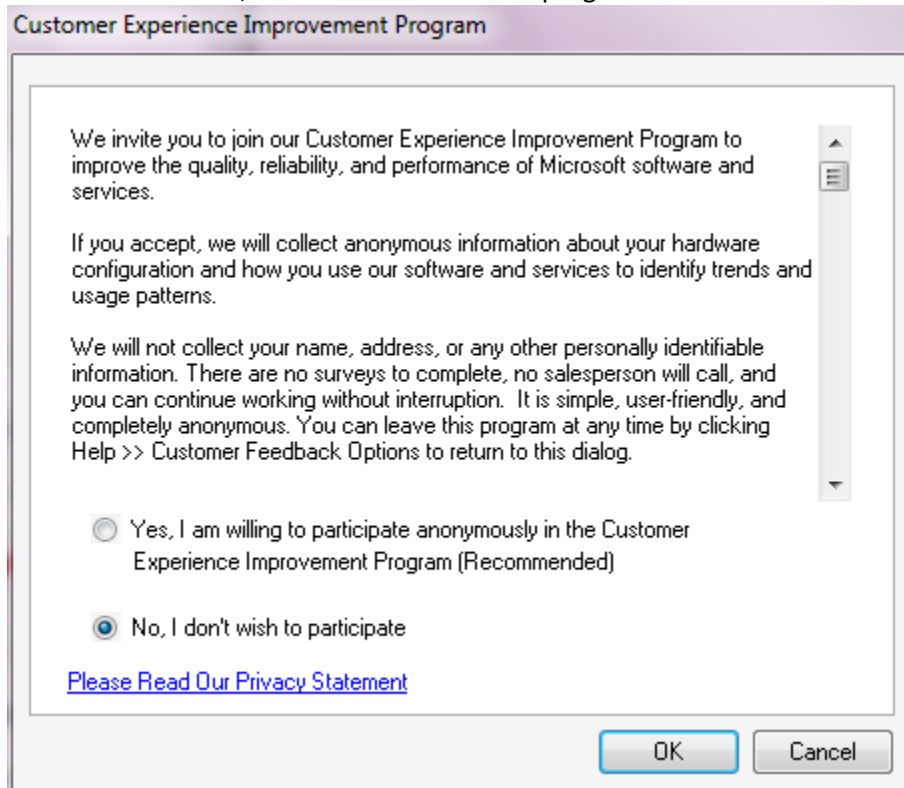 Customer Experience Improvement Program
We invite you to join our Customer Experience Improvement Program to
improve the quality, reliability, and performance of Microsoft software and
services.
If you accept, we will collect anonymous information about your hardware
configuration and how you use our software and services to identify trends and
usage patterns.
We will not collect your name, address, or any other personally identifiable
information. There are no surveys to complete, no salesperson will call, and
you can continue working without interruption.  It is simple, user-friendly, and
completely anonymous. You can leave this program at any time by clicking
Help >> Customer Feedback Options to return to this dialog.
Yes, I am willing to participate anonymously in the Customer
Experience Improvement Program (Recommended)
No, I don't wish to participate
Please Read Our Privacy Statement
OK Cancel